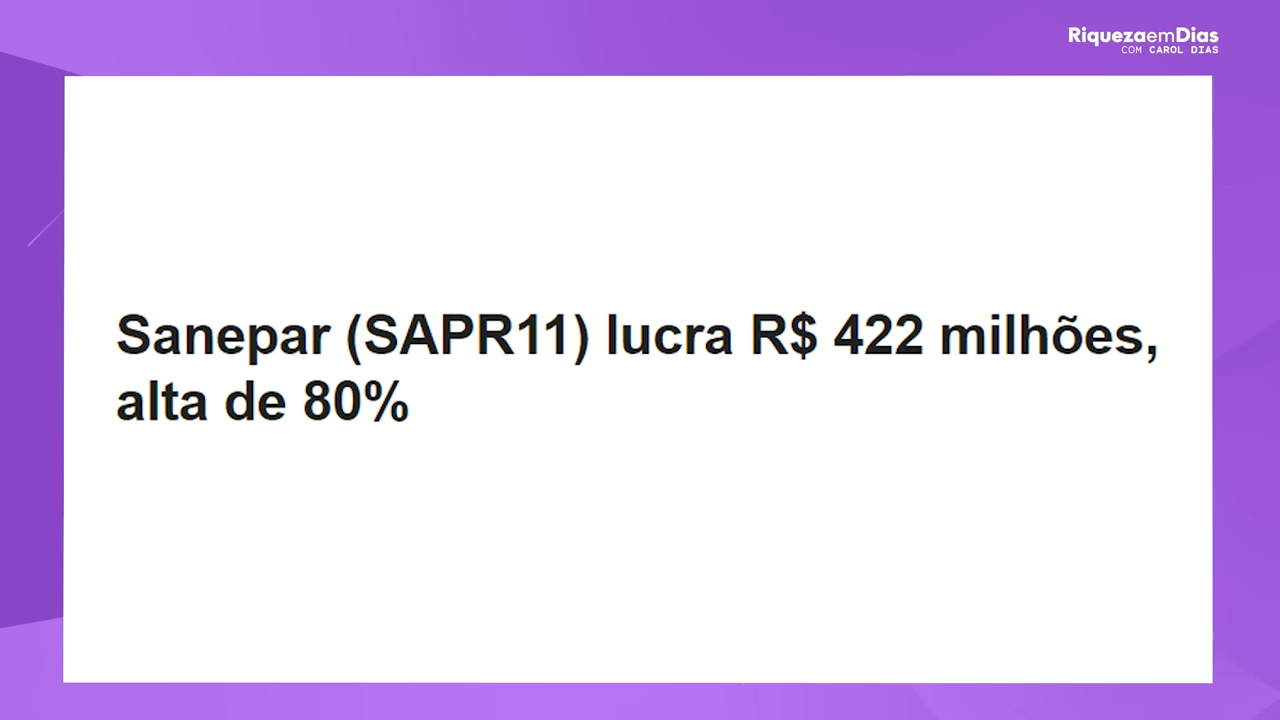 RiquezaemDias
COM CAROL DIAS
Sanepar (SAPR11) lucra R$ 422 milhões,
alta de 80%